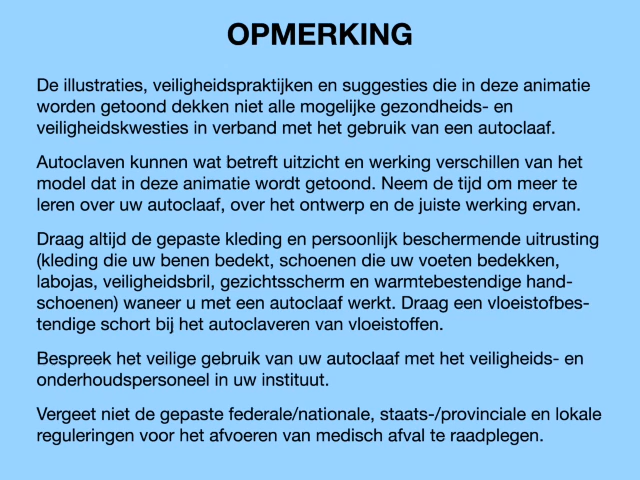 OPMERKING
De illustraties, veiligheidspraktijken en suggesties die in deze animatie
worden getoond dekken niet alle mogelijke gezondheids- en
veiligheidskwesties in verband met het gebruik van een autoclaaf.
Autoclaven kunnen wat betreft uitzicht en werking verschillen van het
model dat in deze animatie wordt getoond. Neem de tijd om meer te
leren over uw autoclaaf, over het ontwerp en de juiste werking ervan.
Draag altijd de gepaste kleding en persoonlijk beschermende uitrusting
(kleding die uw benen bedekt, schoenen die uw voeten bedekken,
labojas, veiligheidsbril, gezichtsscherm en warmtebestendige hand-
schoenen) waneer u met een autoclaaf werkt. Draag een vloeistofbes-
tendige schort bij het autoclaveren van vloeistoffen.
Bespreek het veilige gebruik van uw autoclaaf met het veiligheids- en
onderhoudspersoneel in uw instituut.
Vergeet niet de gepaste federale/nationale, staats-/provinciale en lokale
reguleringen voor het afvoeren van medisch afval te raadplegen.